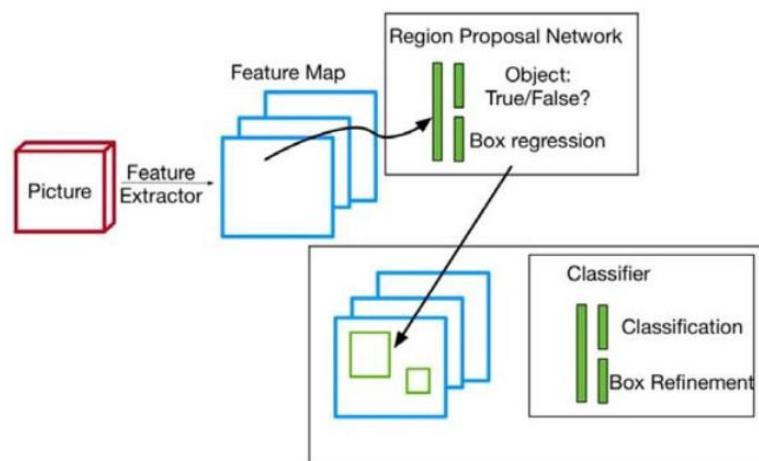 Region Proposal Network
Feature Map
Object:
True/False?
Box regression
Picture
Feature
Extractor
Classifier
Classification
Box Refinement